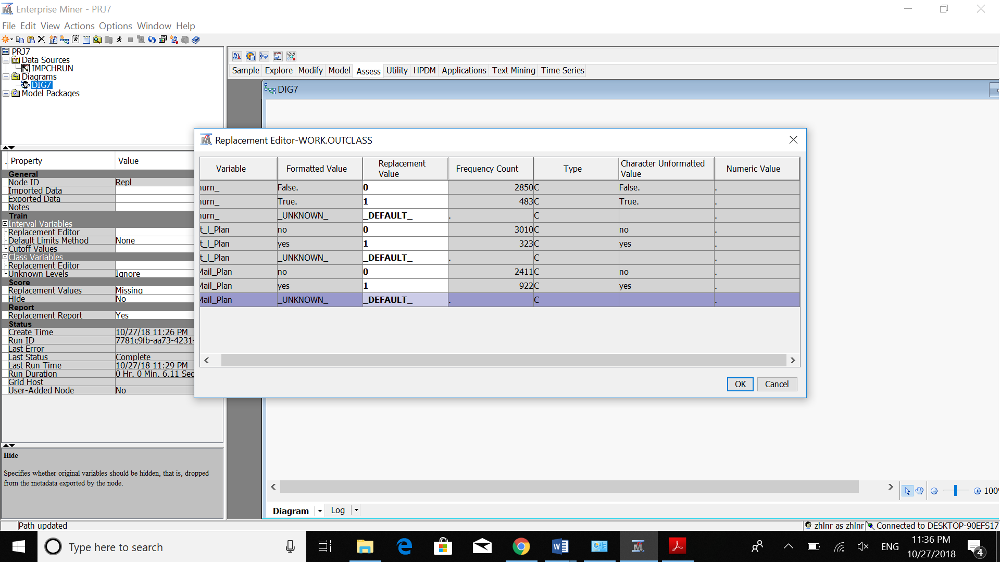 Enterprise Miner - PRJ7
File Edit View Actions Options Window Help
PRJ7
Data Sources
IMPCHRUN
Diagrams
DIG7
Model Packages
Sample Explore Modify Model Assess Utility HPDM Applications Text Mining Time Series
DIG7
. Property Value
General
Node ID Repl
Imported Data
Exported Data
Notes
Train
Interval Variables
Replacement Editor
Default Limits Method None
Cutoff Values
Class Variables
Replacement Editor
Unknown Levels Ignore
Score
Replacement Values Missing
Hide No
Report
Replacement Report Yes
Status
Create Time 10/27/18 11:26 PM
Run ID 7781c9fb-aa73-4231-
Last Error
Last Status Complete
Last Run Time 10/27/18 11:29 PM
Run Duration 0 Hr. 0 Min. 6.11 Sec
Grid Host
User-Added Node No
Hide
Specifies whether original variables should be hidden, that is, dropped
from the metadata exported by the node.
Replacement Editor-WORK.OUTCLASS
Variable Formatted Value Replacement Value Frequency Count Type Character Unformatted Value Numeric Value
urn_ False. 0 2850 C False. .
urn_ True. 1 483 C True. .
urn_ _UNKNOWN_ _DEFAULT_ . C .
t_l_Plan no 0 3010 C no .
t_l_Plan yes 1 323 C yes .
t_l_Plan _UNKNOWN_ _DEFAULT_ . C .
Mail_Plan no 0 2411 C no .
Mail_Plan yes 1 922 C yes .
Mail_Plan _UNKNOWN_ _DEFAULT_ . C .
OK Cancel
100
Diagram Log
Path updated
zhlnr as zhlnr Connected to DESKTOP-90EFS17
Type here to search
ENG
11:36 PM
10/27/2018
4